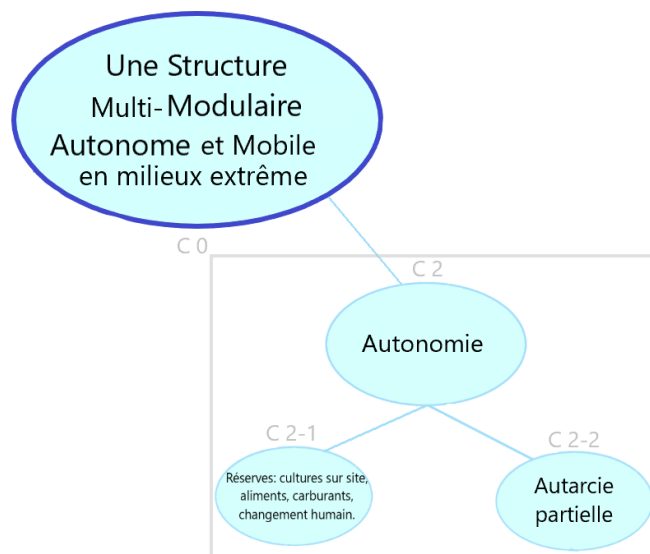 Une Structure
Multi-Modulaire
Autonome et Mobile
en milieux extrême
C 0
C 2
Autonomie
C 2-1
Réserves: cultures sur site,
aliments, carburants,
changement humain.
C 2-2
Autarcie
partielle